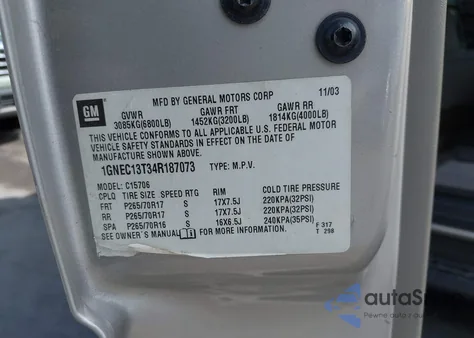 GM
MFD BY GENERAL MOTORS CORP
11/03
GVWR GAWR FRT GAWR RR
3085KG(6800LB) 1452KG(3200LB) 1814KG(4000LB)
THIS VEHICLE CONFORMS TO ALL APPLICABLE U.S. FEDERAL MOTOR
VEHICLE SAFETY STANDARDS IN EFFECT ON THE DATE OF
MANUFACTURE SHOWN ABOVE.
1GNEC13T34R187073 TYPE: M.P.V.
MODEL: C15706
CPLQ TIRE SIZE SPEED RTG RIM COLD TIRE PRESSURE
FRT P265/70R17 S 17X7.5J 220KPA(32PSI)
RR P265/70R17 S 17X7.5J 220KPA(32PSI)
SPA P265/70R16 S 16X6.5J 240KPA(35PSI)
SEE OWNER'S MANUAL FOR MORE INFORMATION.
F 317
T 298
autaS
Pewne auto z